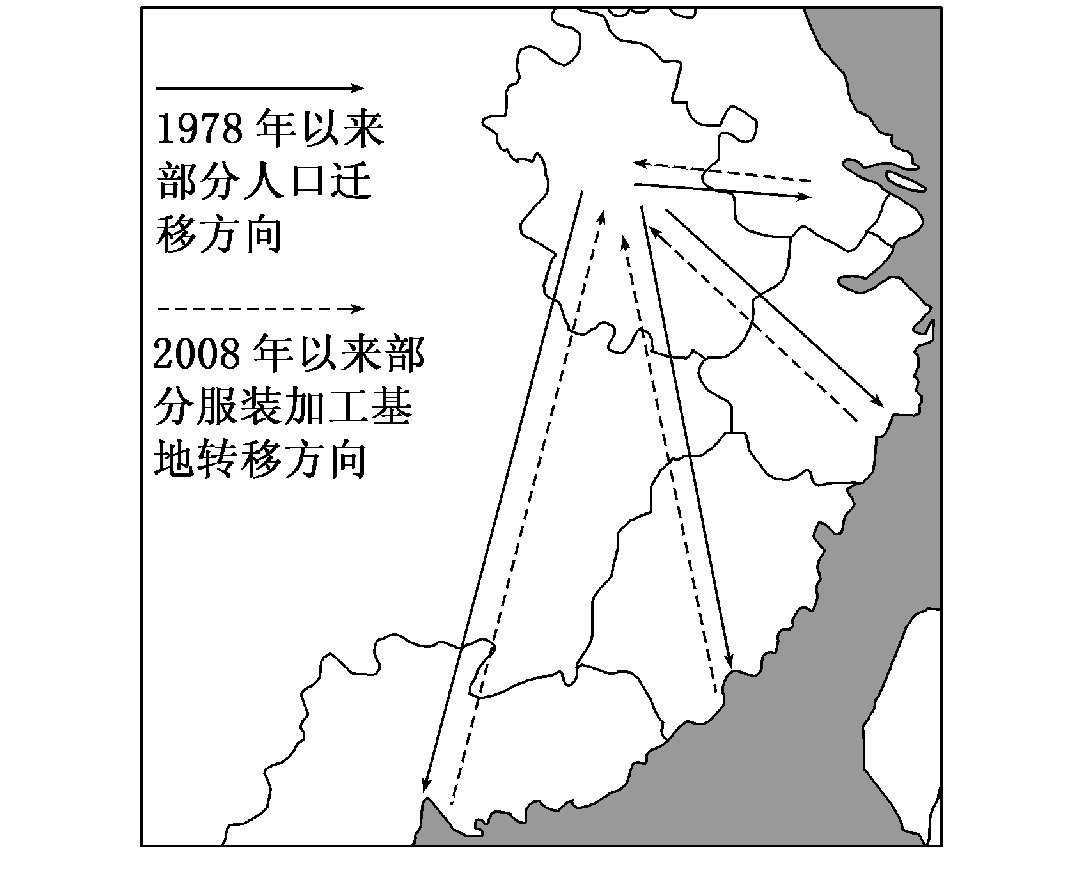 1978 年以来
部分人口迁
移方向
2008 年以来部
分服装加工基
地转移方向